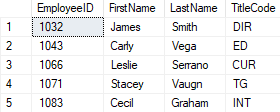 EmployeeID FirstName LastName TitleCode
1 1032 James Smith DIR
2 1043 Carly Vega ED
3 1066 Leslie Serrano CUR
4 1071 Stacey Vaugn TG
5 1083 Cecil Graham INT